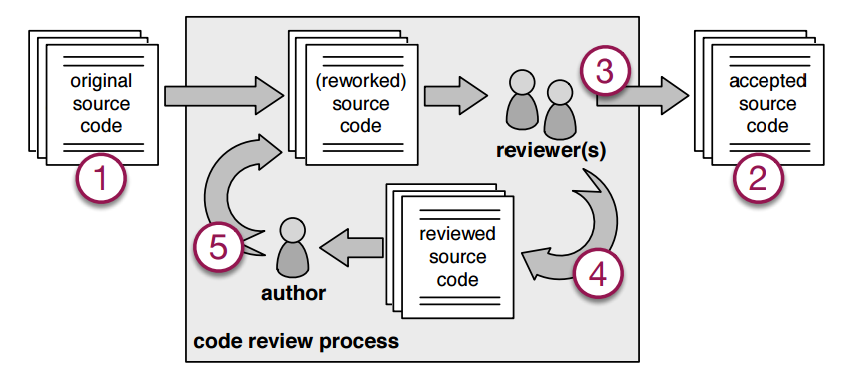 original
source
code
1
(reworked)
source
code
3
reviewer(s)
accepted
source
code
2
5
author
reviewed
source
code
4
code review process